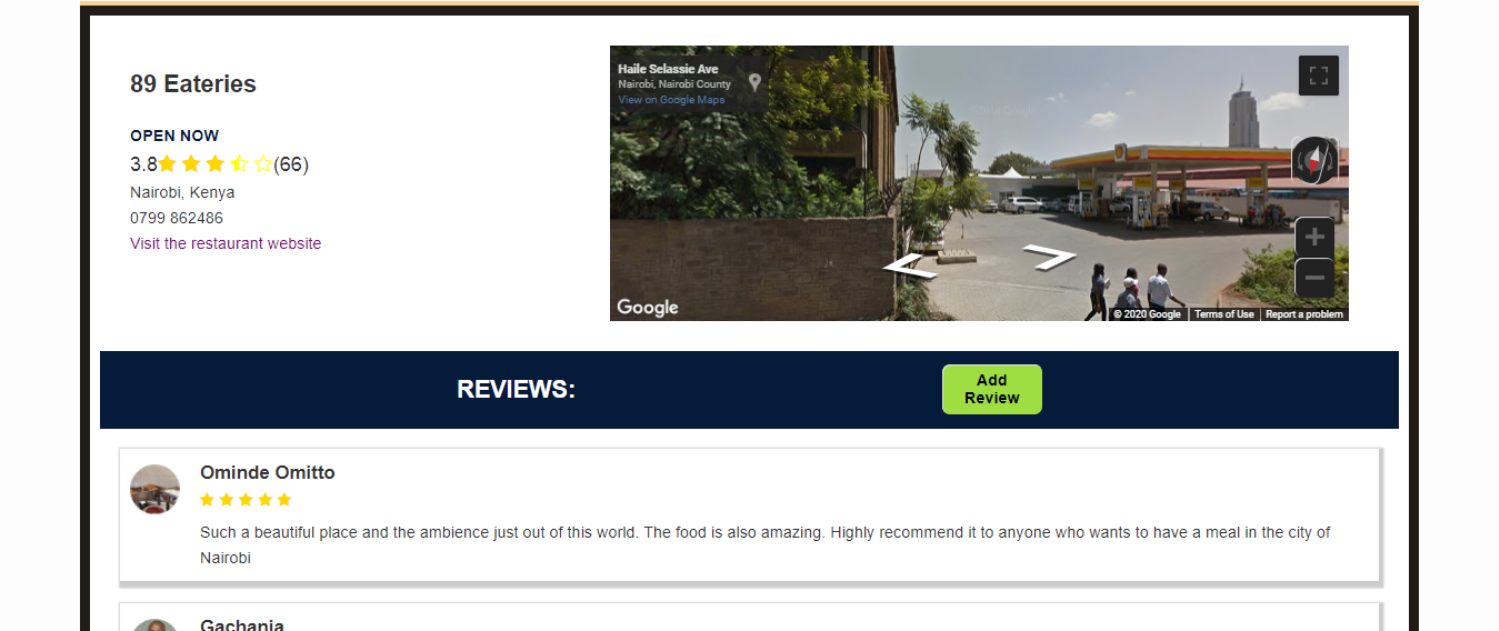 89 Eateries
OPEN NOW
3.8 (66)
Nairobi, Kenya
0799 862486
Visit the restaurant website
Haile Selassie Ave
Nairobi, Nairobi County
View on Google Maps
Google
© 2020 Google
Terms of Use
Report a problem
REVIEWS:
Add
Review
Ominde Omitto
Such a beautiful place and the ambience just out of this world. The food is also amazing. Highly recommend it to anyone who wants to have a meal in the city of
Nairobi
Gachania